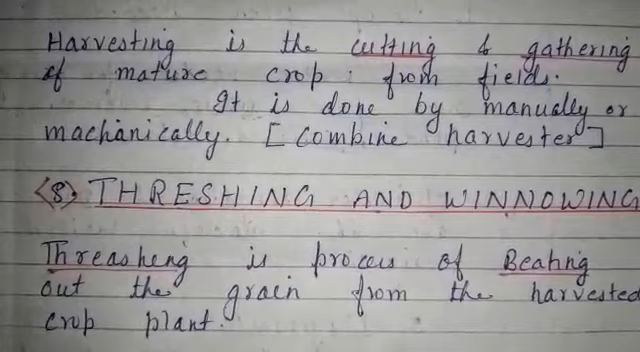 Harvesting is the cutting & gathering
of mature crop from fields.
It is done by manually or
machanically. [combine harvester]
<8> THRESHING AND WINNOWING
Threasheng is process of Beating
out the grain from the harvested
crop plant.